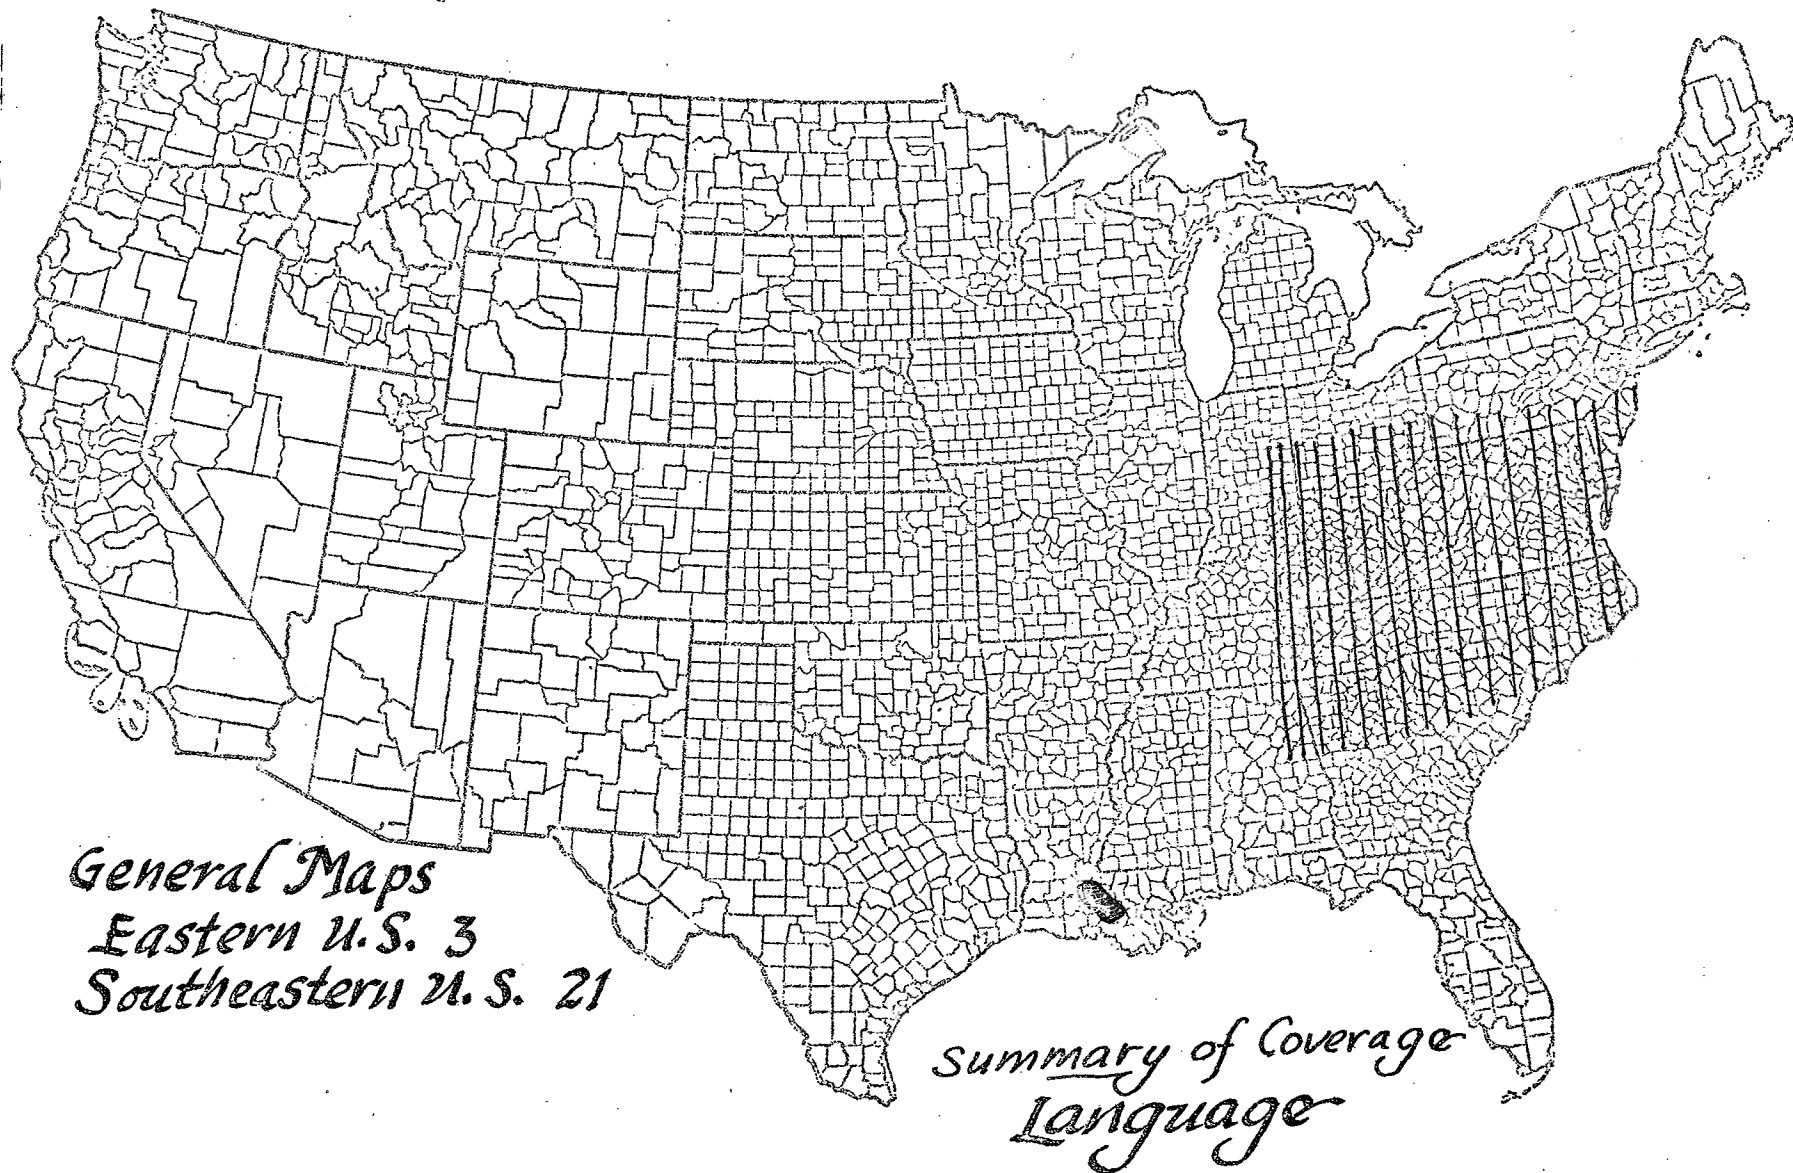 General Maps
Eastern U.S. 3
Southeastern U.S. 21
Summary of Coverage
Language